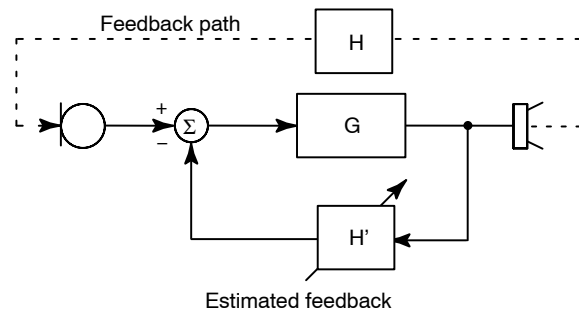 Feedback path
H
+
Σ
−
G
H'
Estimated feedback